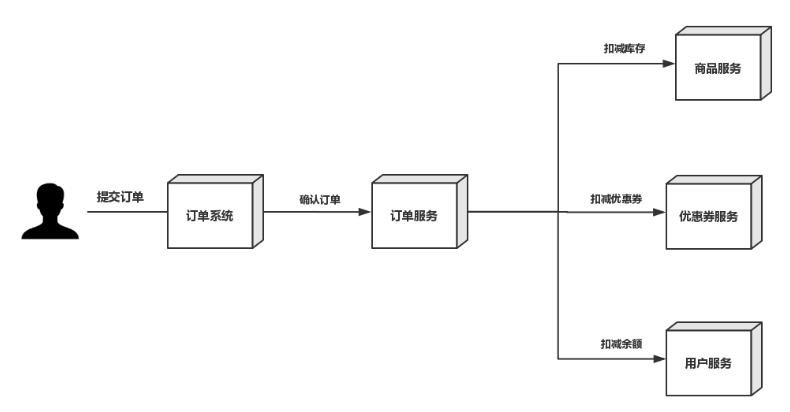 提交订单
订单系统
确认订单
订单服务
扣减库存
商品服务
扣减优惠券
优惠券服务
扣减余额
用户服务